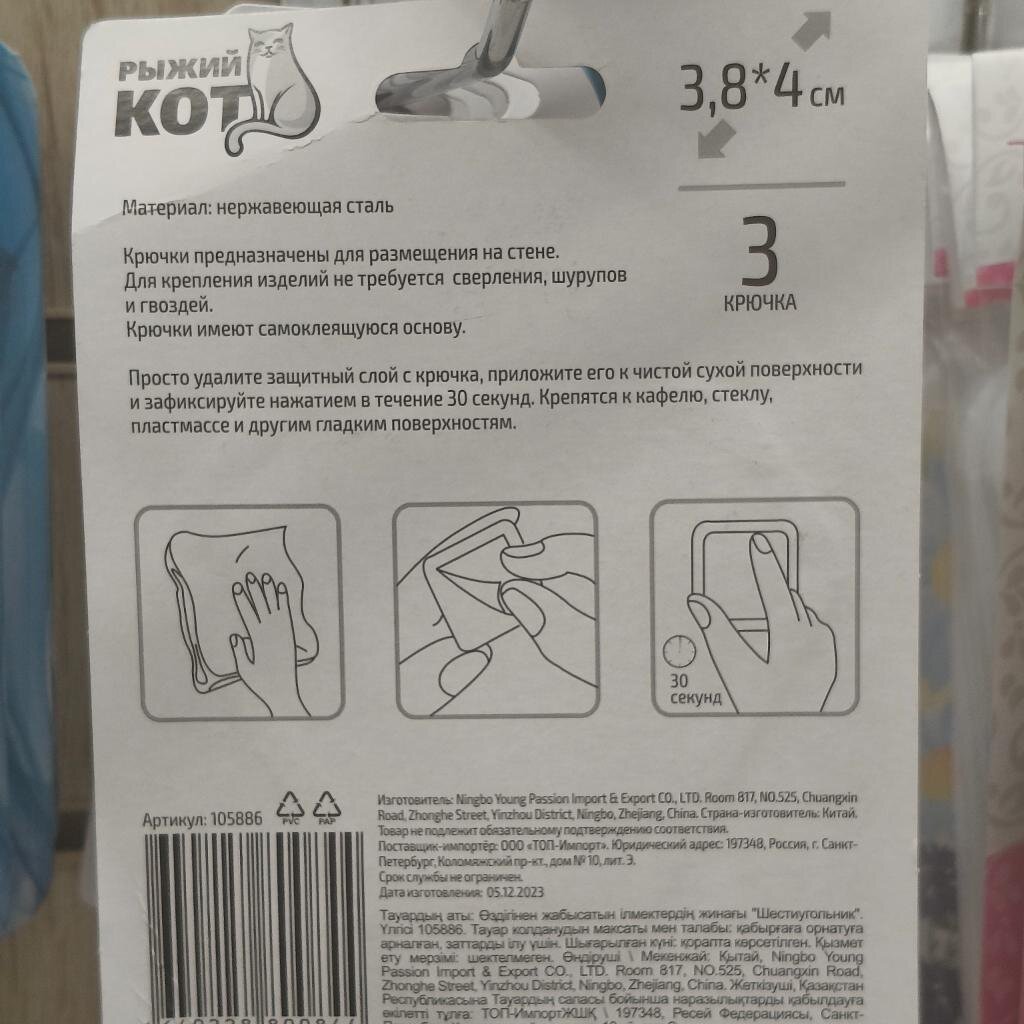 РЫЖИЙ
КОТ
3,8*4 см
Материал: нержавеющая сталь
3
КРЮЧКА
Крючки предназначены для размещения на стене.
Для крепления изделий не требуется сверления, шурупов
и гвоздей.
Крючки имеют самоклеящуюся основу.
Просто удалите защитный слой с крючка, приложите его к чистой сухой поверхности
и зафиксируйте нажатием в течение 30 секунд. Крепятся к кафелю, стеклу,
пластмассе и другим гладким поверхностям.
30
секунд
Артикул: 105886
PVC
PAP
Изготовитель: Ningbo Young Passion Import & Export CO., LTD. Room 817, NO.525, Chuangxin
Road, Zhonghe Street, Yinzhou District, Ningbo, Zhejiang, China. Страна-изготовитель: Китай.
Товар не подлежит обязательному подтверждению соответствия.
Поставщик-импортёр: ООО «ТОП-Импорт». Юридический адрес: 197348, Россия, г. Санкт-
Петербург, Коломяжский пр-кт., дом № 10, лит. З.
Срок службы не ограничен.
Дата изготовления: 05.12.2023
Тауардың аты: Өздігінен жабысатын ілмектердің жинағы "Шестиугольник".
Үлгісі 105886. Тауар қолданудын мақсаты мен талабы: қабырғаға орнатуға
арналған, заттарды ілу үшін. Шығарылған күні: қорапта көрсетілген. Қызмет
ету мерзімі: шектелмеген. Өндіруші \ Мекенжай: Қытай, Ningbo Young
Passion Import & Export CO., LTD. Room 817, NO.525, Chuangxin Road,
Zhonghe Street, Yinzhou District, Ningbo, Zhejiang, China. Жеткізуші, Қазақстан
Республикасына Тауардың сапасы бойынша наразылықтарды қабылдауға
өкілетті тұлға: ТОП-ИмпортЖШҚ \ 197348, Ресей Федерациясы, Санкт-